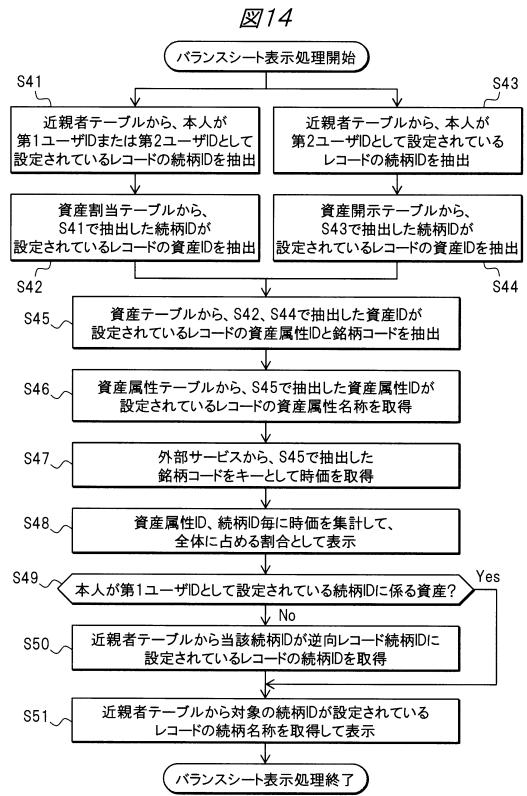 図14
バランスシート表示処理開始
S41
近親者テーブルから、本人が
第1ユーザIDまたは第2ユーザIDとして
設定されているレコードの続柄IDを抽出
S43
近親者テーブルから、本人が
第2ユーザIDとして設定されている
レコードの続柄IDを抽出
資産割当テーブルから、
S41で抽出した続柄IDが
設定されているレコードの資産IDを抽出
S42
資産開示テーブルから、
S43で抽出した続柄IDが
設定されているレコードの資産IDを抽出
S44
S45
資産テーブルから、S42、S44で抽出した資産IDが
設定されているレコードの資産属性IDと銘柄コードを抽出
S46
資産属性テーブルから、S45で抽出した資産属性IDが
設定されているレコードの資産属性名称を取得
S47
外部サービスから、S45で抽出した
銘柄コードをキーとして時価を取得
S48
資産属性ID、続柄ID毎に時価を集計して、
全体に占める割合として表示
S49
本人が第1ユーザIDとして設定されている続柄IDに係る資産?
Yes
No
S50
近親者テーブルから当該続柄IDが逆向レコード続柄IDに
設定されているレコードの続柄IDを取得
S51
近親者テーブルから対象の続柄IDが設定されている
レコードの続柄名称を取得して表示
バランスシート表示処理終了